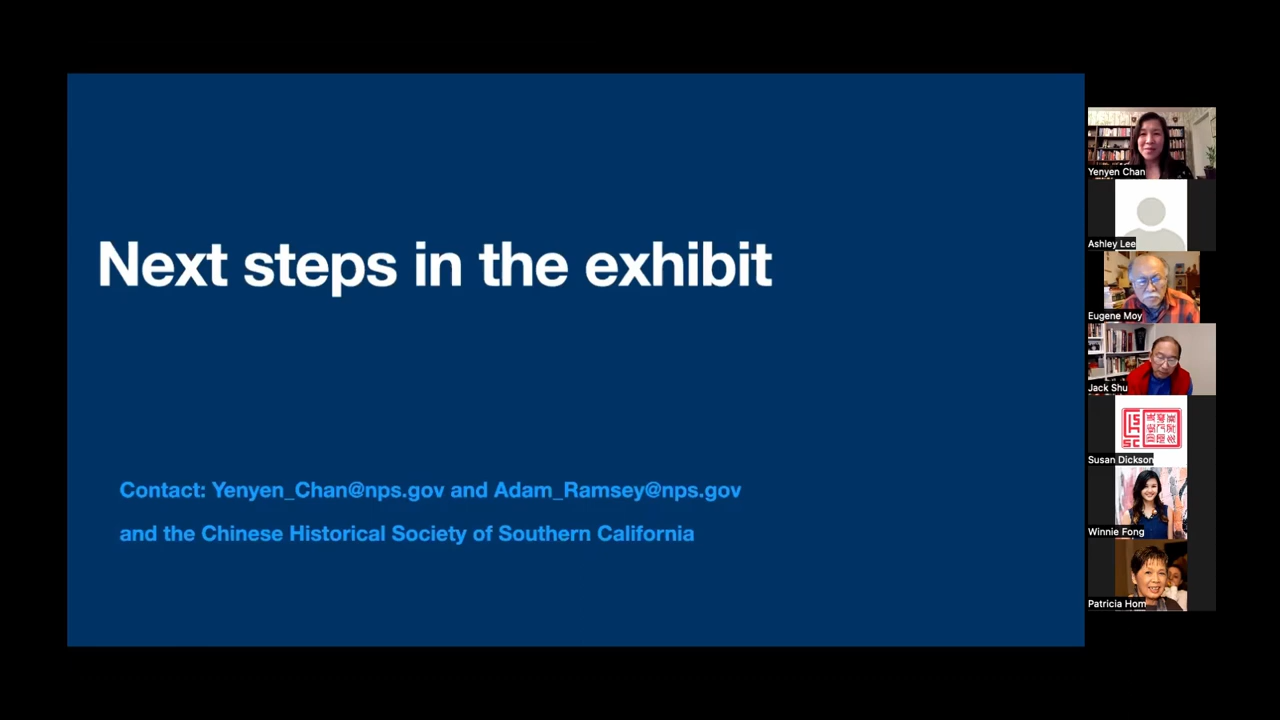 Next steps in the exhibit
Contact: Yenyen_Chan@nps.gov and Adam_Ramsey@nps.gov
and the Chinese Historical Society of Southern California
Yenyen Chan
Ashley Lee
Eugene Moy
Jack Shu
Susan Dickson
Winnie Fong
Patricia Hom